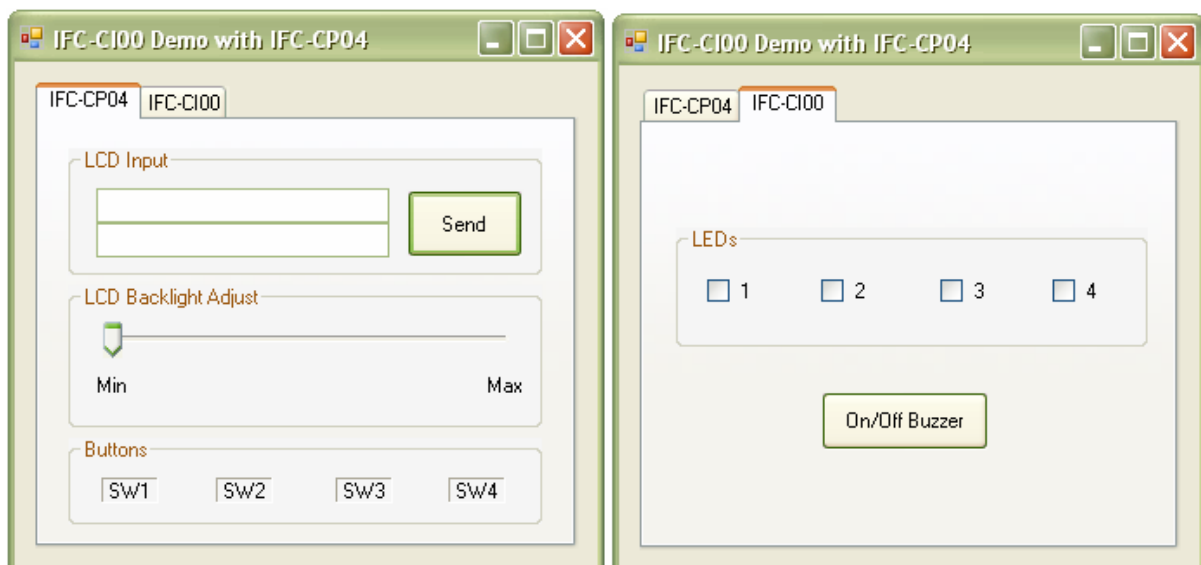 IFC-CI00 Demo with IFC-CP04
IFC-CP04 IFC-CI00
LCD Input
Send
LCD Backlight Adjust
Min Max
Buttons
SW1 SW2 SW3 SW4
IFC-CI00 Demo with IFC-CP04
IFC-CP04 IFC-CI00
LEDs
1 2 3 4
On/Off Buzzer